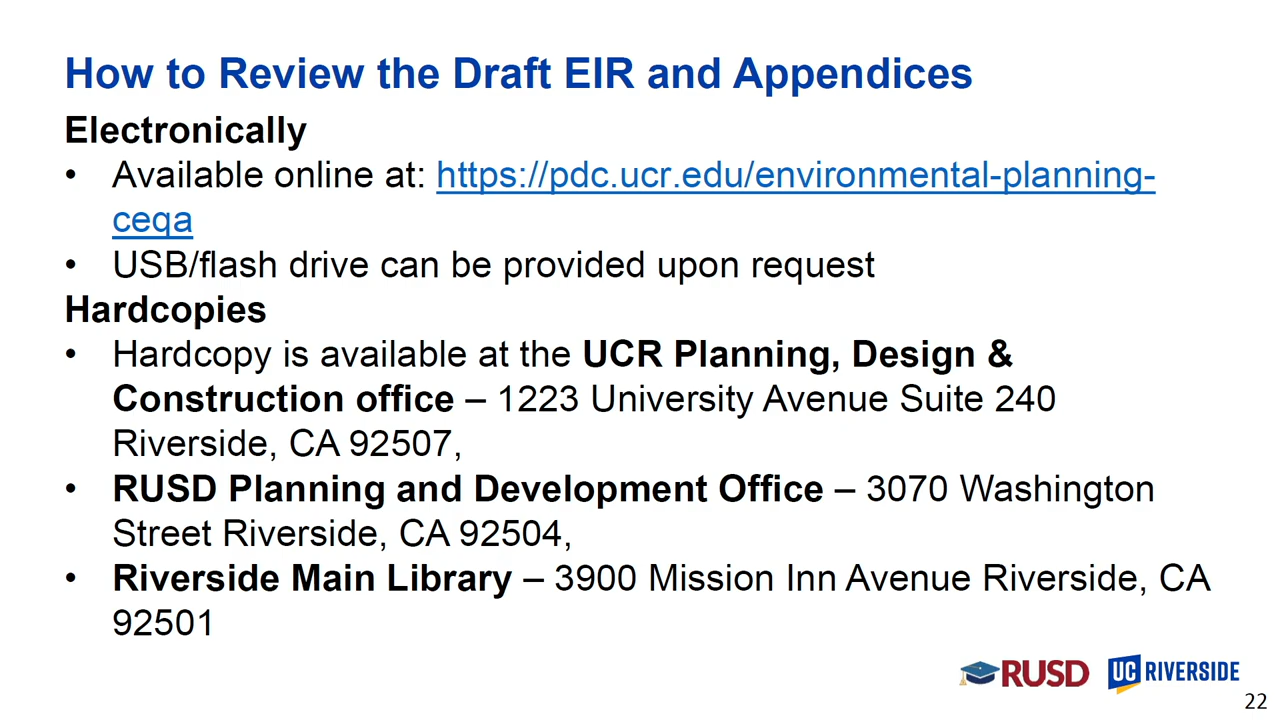 How to Review the Draft EIR and Appendices
Electronically
• Available online at: https://pdc.ucr.edu/environmental-planning-
ceqa
• USB/flash drive can be provided upon request
Hardcopies
• Hardcopy is available at the UCR Planning, Design &
Construction office – 1223 University Avenue Suite 240
Riverside, CA 92507,
• RUSD Planning and Development Office – 3070 Washington
Street Riverside, CA 92504,
• Riverside Main Library – 3900 Mission Inn Avenue Riverside, CA
92501
RUSD UC RIVERSIDE
22